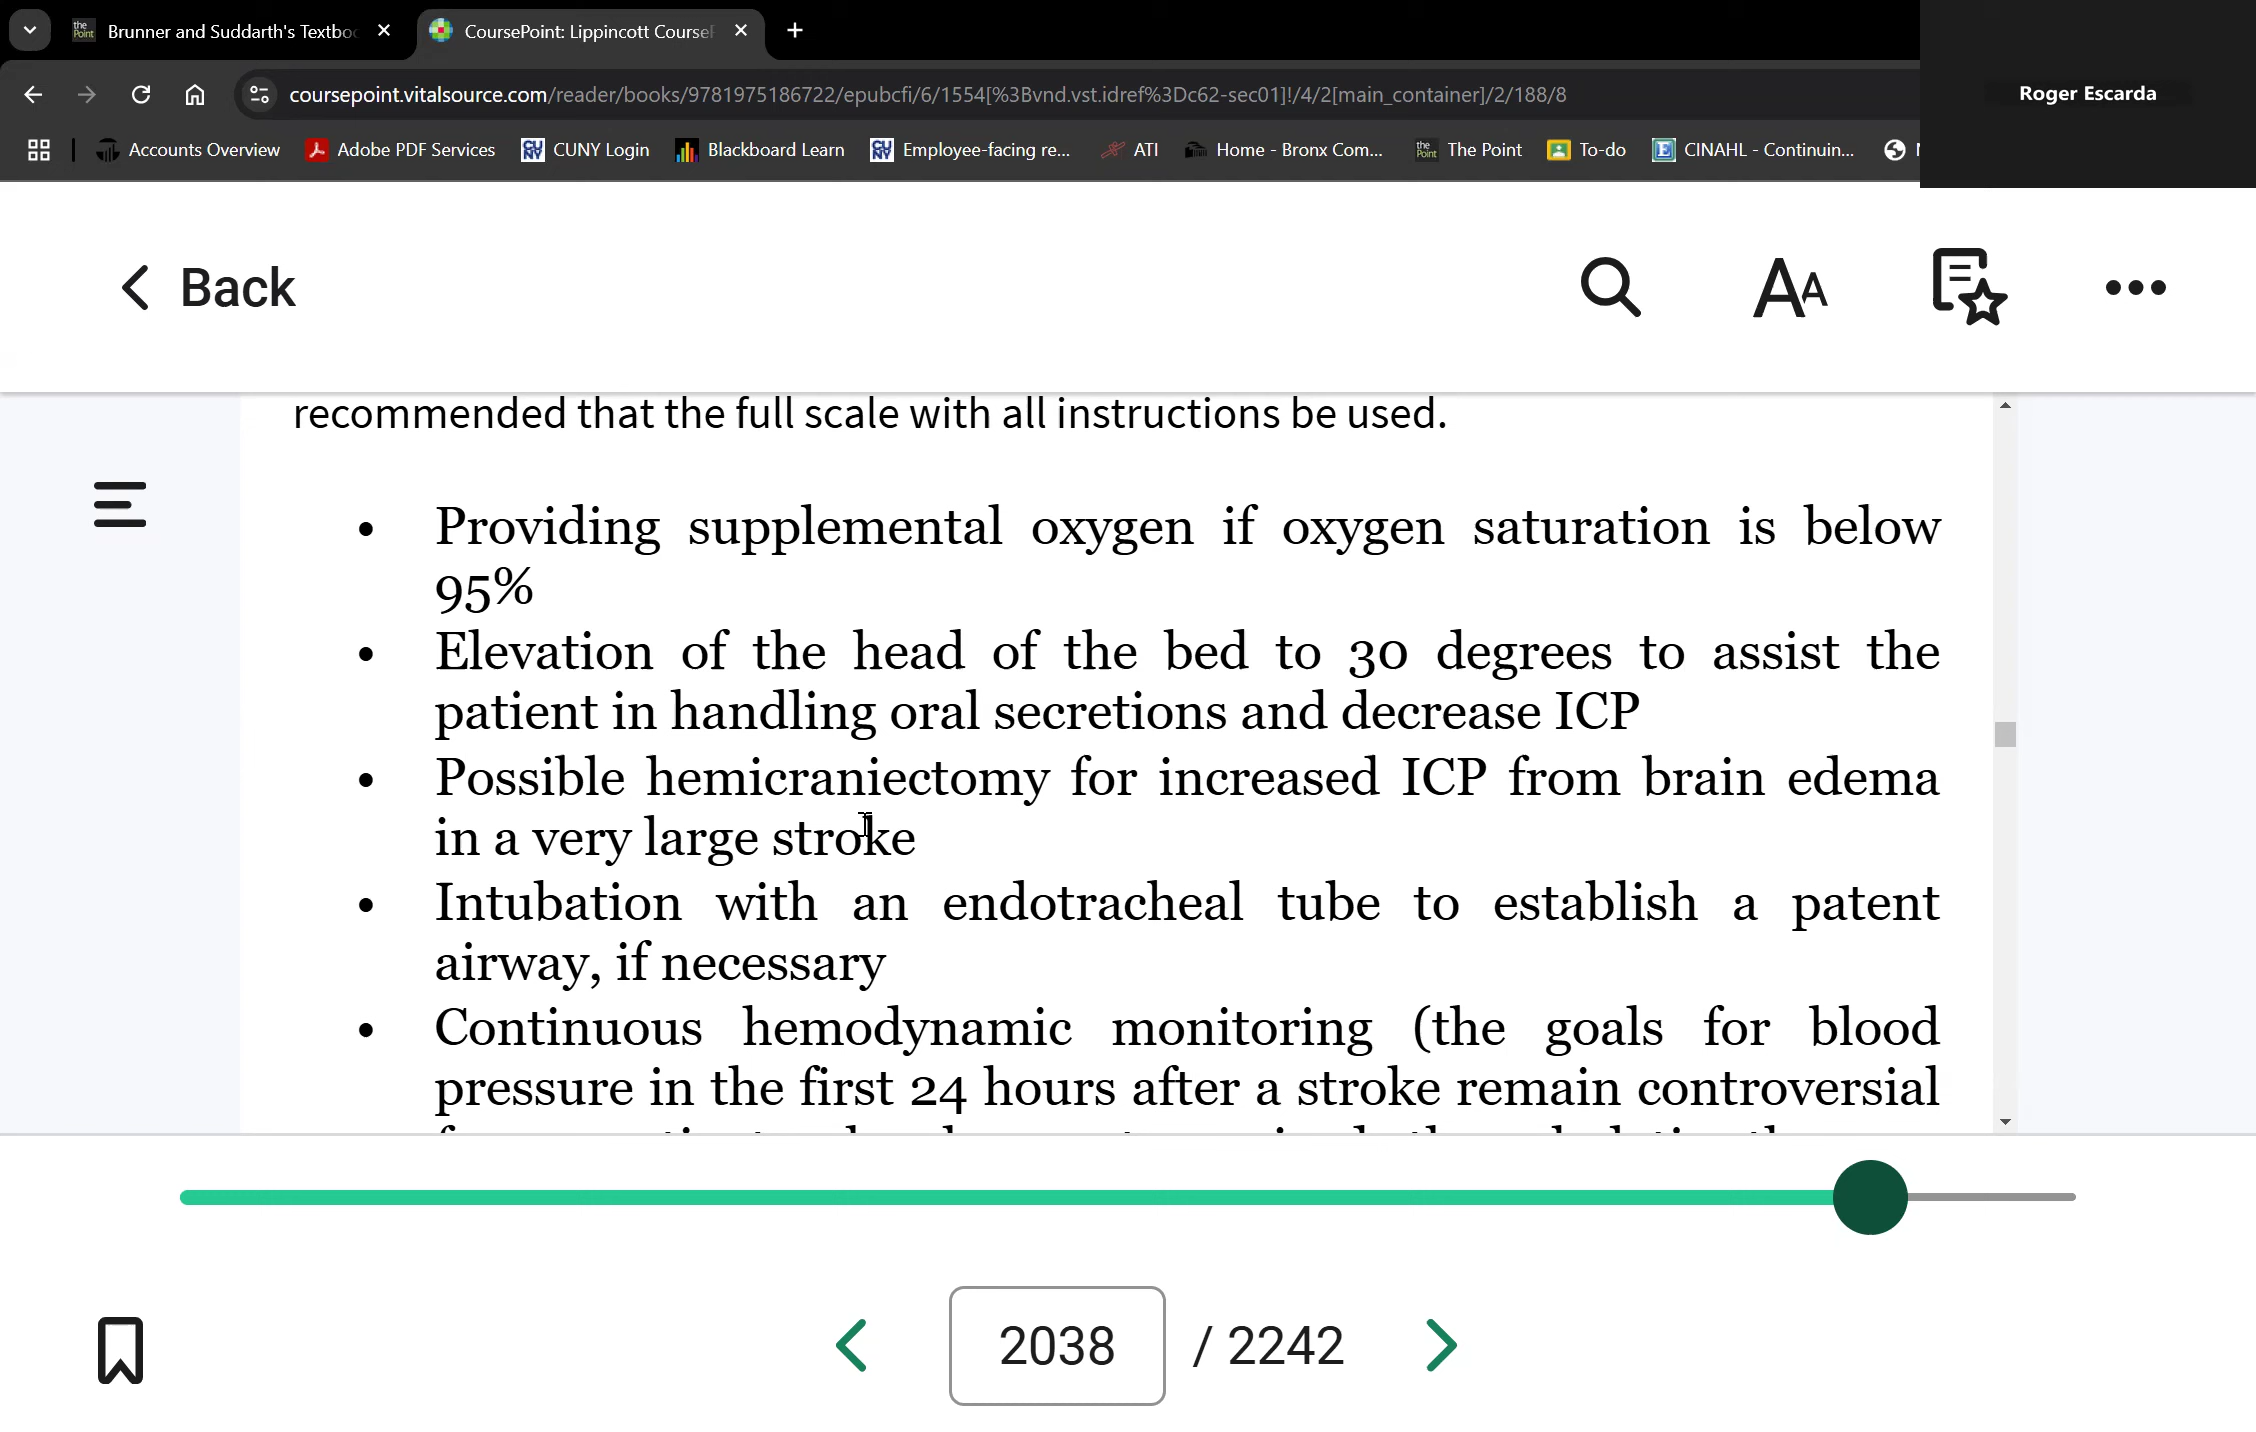 the Point Brunner and Suddarth's Textboo
CoursePoint: Lippincott Course
coursepoint.vitalsource.com/reader/books/9781975186722/epubcfi/6/1554[%3Bvnd.vst.idref%3Dc62-sec01]!/4/2[main_container]/2/188/8
Roger Escarda
Accounts Overview Adobe PDF Services CUNY Login Blackboard Learn Employee-facing re... ATI Home - Bronx Com... the Point The Point To-do CINAHL - Continuin...
Back
recommended that the full scale with all instructions be used.
• Providing supplemental oxygen if oxygen saturation is below
95%
• Elevation of the head of the bed to 30 degrees to assist the
patient in handling oral secretions and decrease ICP
• Possible hemicraniectomy for increased ICP from brain edema
in a very large stroke
• Intubation with an endotracheal tube to establish a patent
airway, if necessary
• Continuous hemodynamic monitoring (the goals for blood
pressure in the first 24 hours after a stroke remain controversial
2038 / 2242